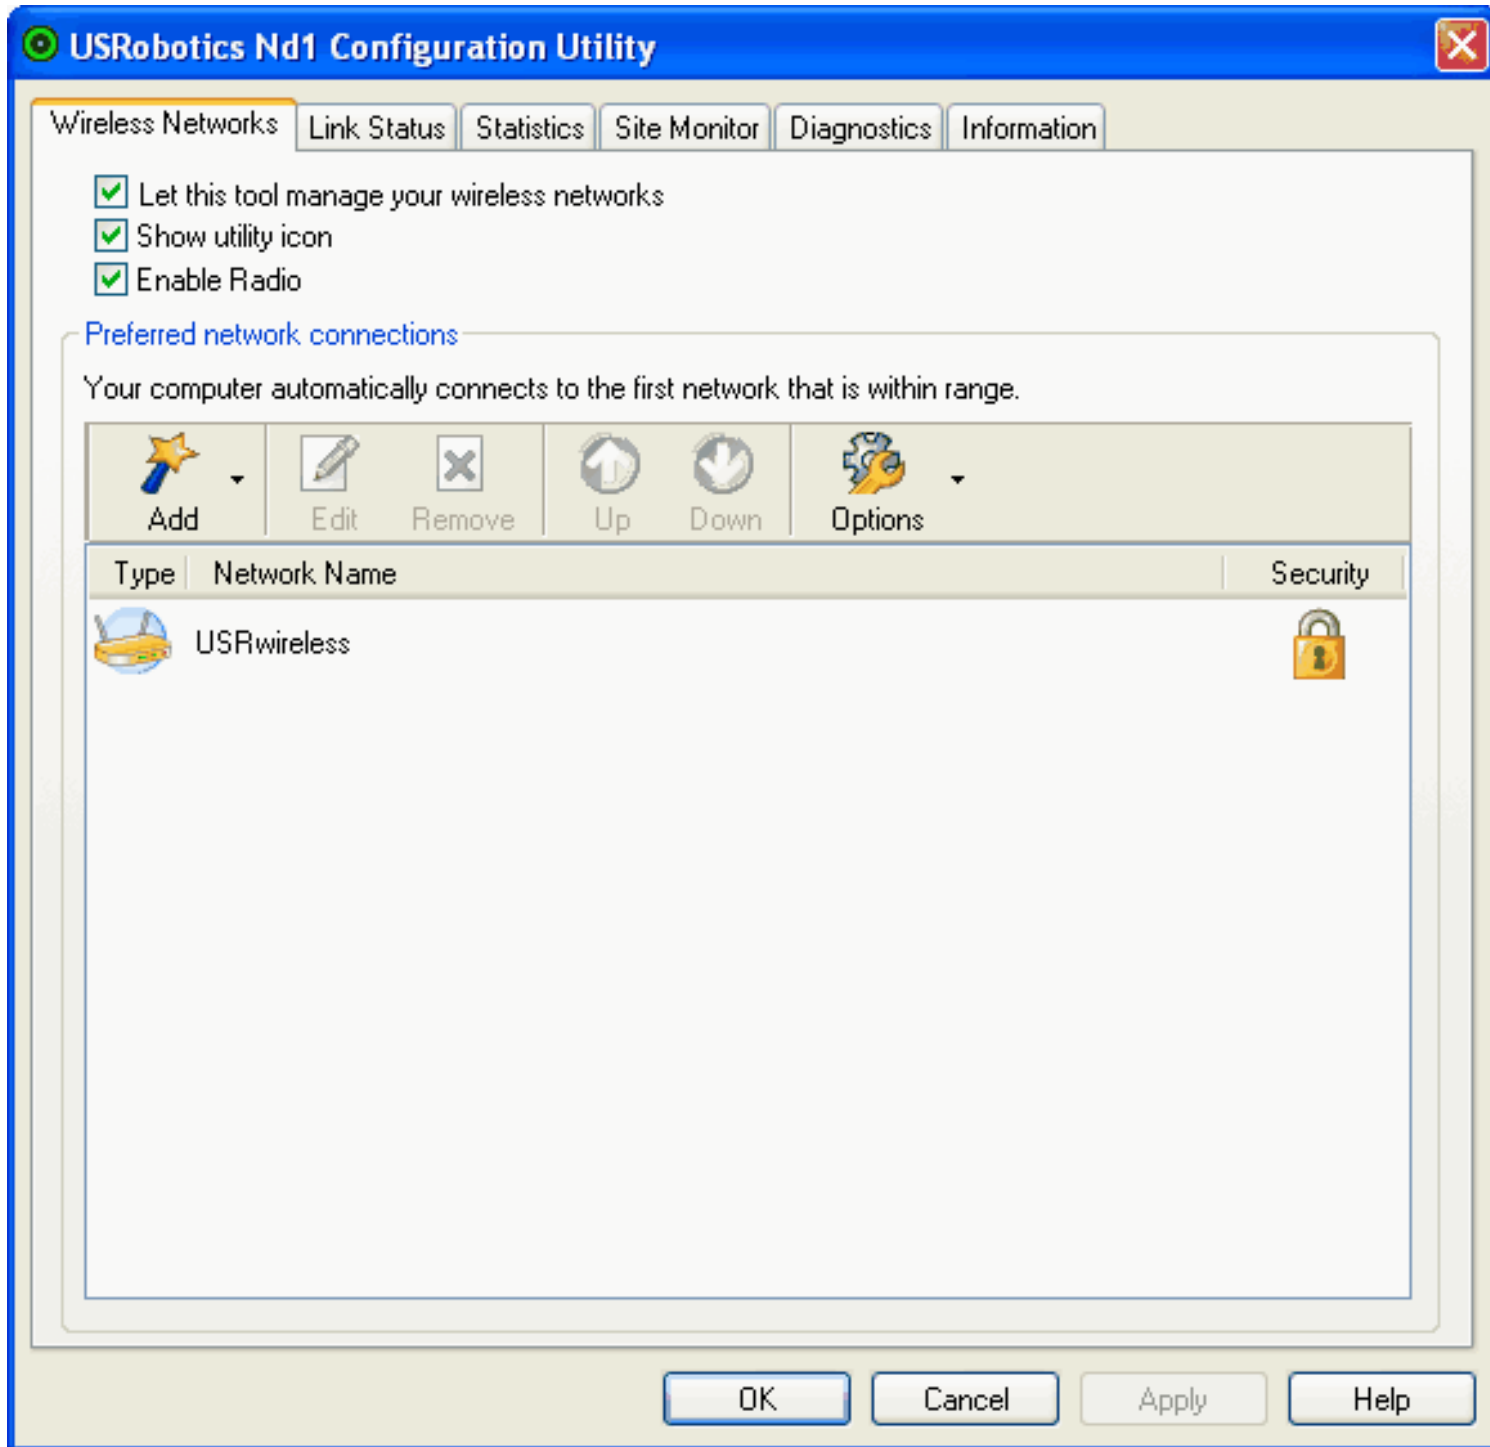 USRobotics Nd1 Configuration Utility
Wireless Networks Link Status Statistics Site Monitor Diagnostics Information
Let this tool manage your wireless networks
Show utility icon
Enable Radio
Preferred network connections
Your computer automatically connects to the first network that is within range.
Add Edit Remove Up Down Options
Type Network Name Security
USRwireless
OK Cancel Apply Help